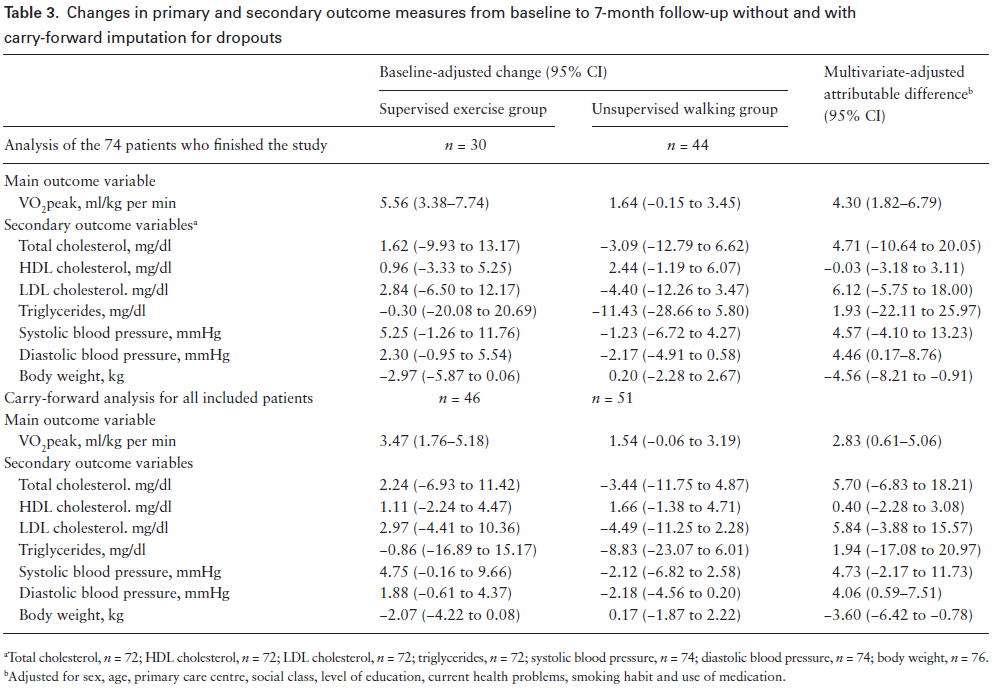 Table 3. Changes in primary and secondary outcome measures from baseline to 7-month follow-up without and with
carry-forward imputation for dropouts
Baseline-adjusted change (95% CI)
Multivariate-adjusted
attributable differenceᵇ
(95% CI)
Supervised exercise group Unsupervised walking group
Analysis of the 74 patients who finished the study n = 30 n = 44
Main outcome variable
VO₂peak, ml/kg per min 5.56 (3.38–7.74) 1.64 (−0.15 to 3.45) 4.30 (1.82–6.79)
Secondary outcome variablesᵃ
Total cholesterol, mg/dl 1.62 (−9.93 to 13.17) −3.09 (−12.79 to 6.62) 4.71 (−10.64 to 20.05)
HDL cholesterol, mg/dl 0.96 (−3.33 to 5.25) 2.44 (−1.19 to 6.07) −0.03 (−3.18 to 3.11)
LDL cholesterol. mg/dl 2.84 (−6.50 to 12.17) −4.40 (−12.26 to 3.47) 6.12 (−5.75 to 18.00)
Triglycerides, mg/dl −0.30 (−20.08 to 20.69) −11.43 (−28.66 to 5.80) 1.93 (−22.11 to 25.97)
Systolic blood pressure, mmHg 5.25 (−1.26 to 11.76) −1.23 (−6.72 to 4.27) 4.57 (−4.10 to 13.23)
Diastolic blood pressure, mmHg 2.30 (−0.95 to 5.54) −2.17 (−4.91 to 0.58) 4.46 (0.17–8.76)
Body weight, kg −2.97 (−5.87 to 0.06) 0.20 (−2.28 to 2.67) −4.56 (−8.21 to −0.91)
Carry-forward analysis for all included patients n = 46 n = 51
Main outcome variable
VO₂peak, ml/kg per min 3.47 (1.76–5.18) 1.54 (−0.06 to 3.19) 2.83 (0.61–5.06)
Secondary outcome variables
Total cholesterol. mg/dl 2.24 (−6.93 to 11.42) −3.44 (−11.75 to 4.87) 5.70 (−6.83 to 18.21)
HDL cholesterol. mg/dl 1.11 (−2.24 to 4.47) 1.66 (−1.38 to 4.71) 0.40 (−2.28 to 3.08)
LDL cholesterol. mg/dl 2.97 (−4.41 to 10.36) −4.49 (−11.25 to 2.28) 5.84 (−3.88 to 15.57)
Triglycerides, mg/dl −0.86 (−16.89 to 15.17) −8.83 (−23.07 to 6.01) 1.94 (−17.08 to 20.97)
Systolic blood pressure, mmHg 4.75 (−0.16 to 9.66) −2.12 (−6.82 to 2.58) 4.73 (−2.17 to 11.73)
Diastolic blood pressure, mmHg 1.88 (−0.61 to 4.37) −2.18 (−4.56 to 0.20) 4.06 (0.59–7.51)
Body weight, kg −2.07 (−4.22 to 0.08) 0.17 (−1.87 to 2.22) −3.60 (−6.42 to −0.78)
ᵃTotal cholesterol, n = 72; HDL cholesterol, n = 72; LDL cholesterol, n = 72; triglycerides, n = 72; systolic blood pressure, n = 74; diastolic blood pressure, n = 74; body weight, n = 76.
ᵇAdjusted for sex, age, primary care centre, social class, level of education, current health problems, smoking habit and use of medication.